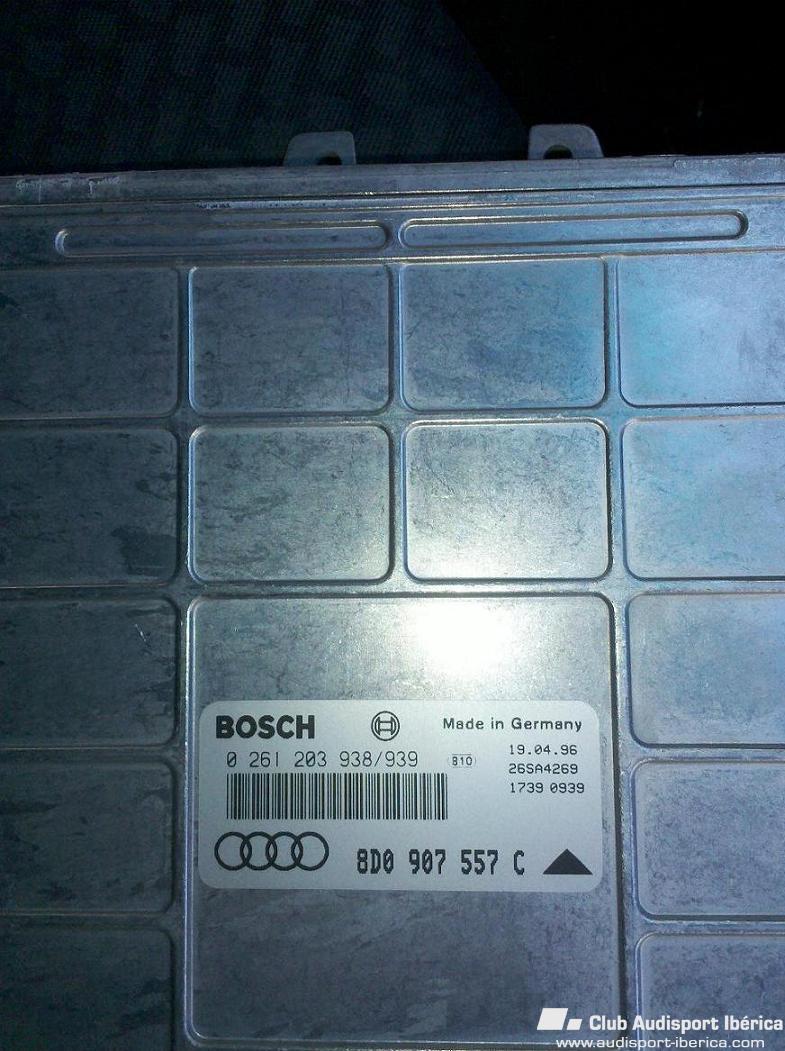 BOSCH
Made in Germany
0 261 203 938/939
B10
19.04.96
26SA4269
1739 0939
8D0 907 557 C
Club Audisport Ibérica
www.audisport-iberica.com